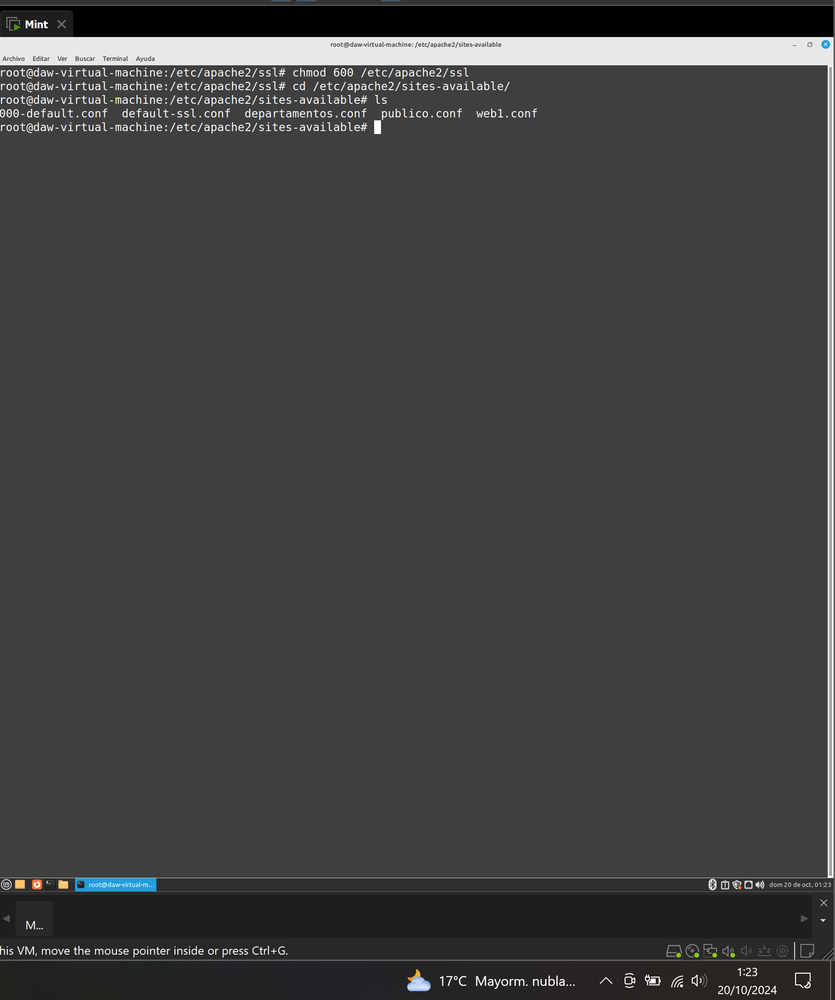 Mint
root@daw-virtual-machine: /etc/apache2/sites-available
Archivo Editar Ver Buscar Terminal Ayuda
root@daw-virtual-machine:/etc/apache2/ssl# chmod 600 /etc/apache2/ssl
root@daw-virtual-machine:/etc/apache2/ssl# cd /etc/apache2/sites-available/
root@daw-virtual-machine:/etc/apache2/sites-available# ls
000-default.conf  default-ssl.conf  departamentos.conf  publico.conf  web1.conf
root@daw-virtual-machine:/etc/apache2/sites-available#
root@daw-virtual-m... dom 20 de oct, 01:23
M...
his VM, move the mouse pointer inside or press Ctrl+G.
17°C Mayorm. nubla... 1:23
20/10/2024